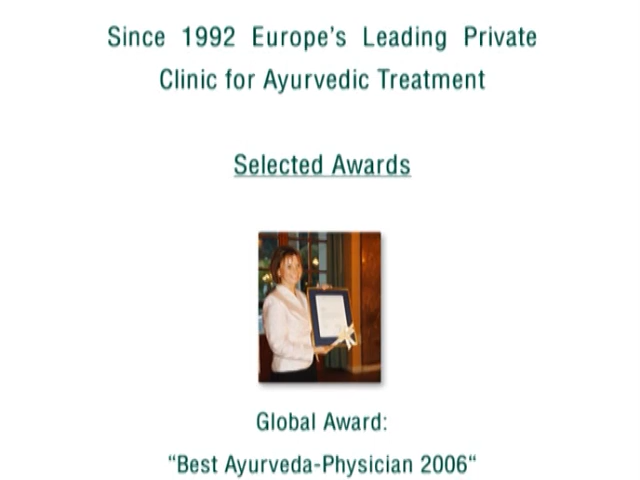 Since 1992 Europe's Leading Private
Clinic for Ayurvedic Treatment
Selected Awards
Global Award:
“Best Ayurveda-Physician 2006“